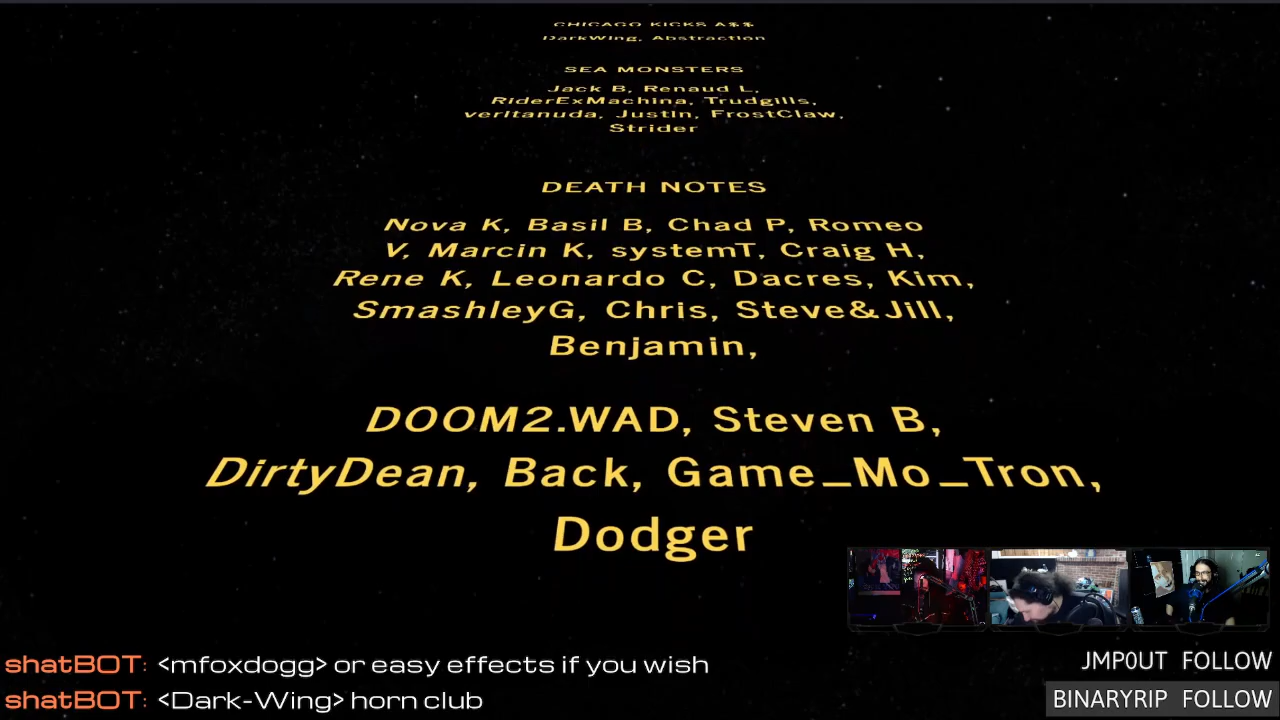 CHICAGO KICKS A$$
DarkWing, Abstraction
SEA MONSTERS
Jack B, Renaud L,
RiderExMachina, Trudgills,
veritanuda, Justin, FrostClaw,
Strider
DEATH NOTES
Nova K, Basil B, Chad P, Romeo
V, Marcin K, systemT, Craig H,
Rene K, Leonardo C, Dacres, Kim,
SmashleyG, Chris, Steve&Jill,
Benjamin,
DOOM2.WAD, Steven B,
DirtyDean, Back, Game_Mo_Tron,
Dodger
shatBOT: <mfoxdogg> or easy effects if you wish
shatBOT: <Dark-Wing> horn club
JMP0UT FOLLOW
BINARYRIP FOLLOW